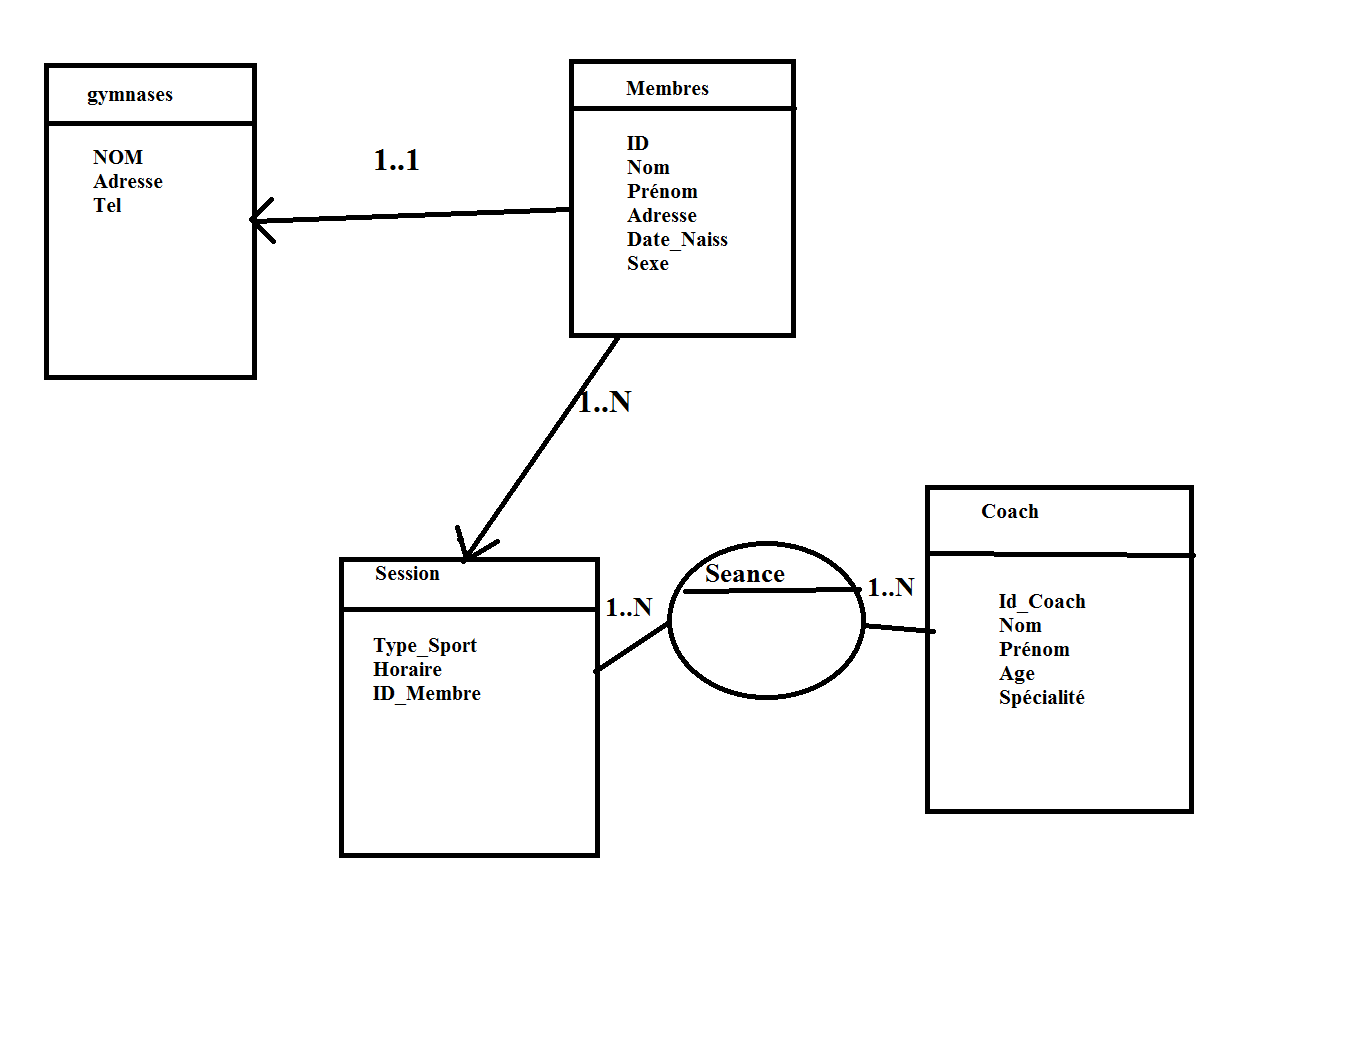 gymnases
NOM
Adresse
Tel
1..1
Membres
ID
Nom
Prénom
Adresse
Date_Naiss
Sexe
1..N
Session
Type_Sport
Horaire
ID_Membre
1..N
Seance
1..N
Coach
Id_Coach
Nom
Prénom
Age
Spécialité